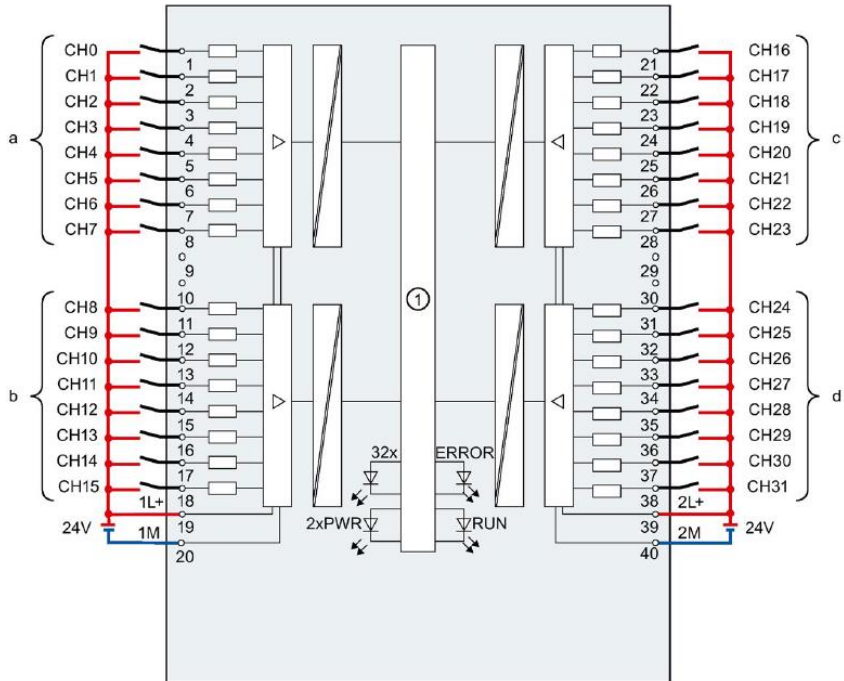 CH0
1
CH1
2
CH2
3
CH3
a
4
CH4
5
CH5
6
CH6
7
CH7
8
9
CH8
10
CH9
11
CH10
12
CH11
13
b
CH12
14
CH13
15
CH14
16
CH15
17
1L+
18
24V
1M
19
20
1
32x
ERROR
2xPWR
RUN
CH16
21
CH17
22
CH18
23
CH19
c
24
CH20
25
CH21
26
CH22
27
CH23
28
29
CH24
30
CH25
31
CH26
32
CH27
33
d
CH28
34
CH29
35
CH30
36
CH31
37
2L+
38
24V
2M
39
40